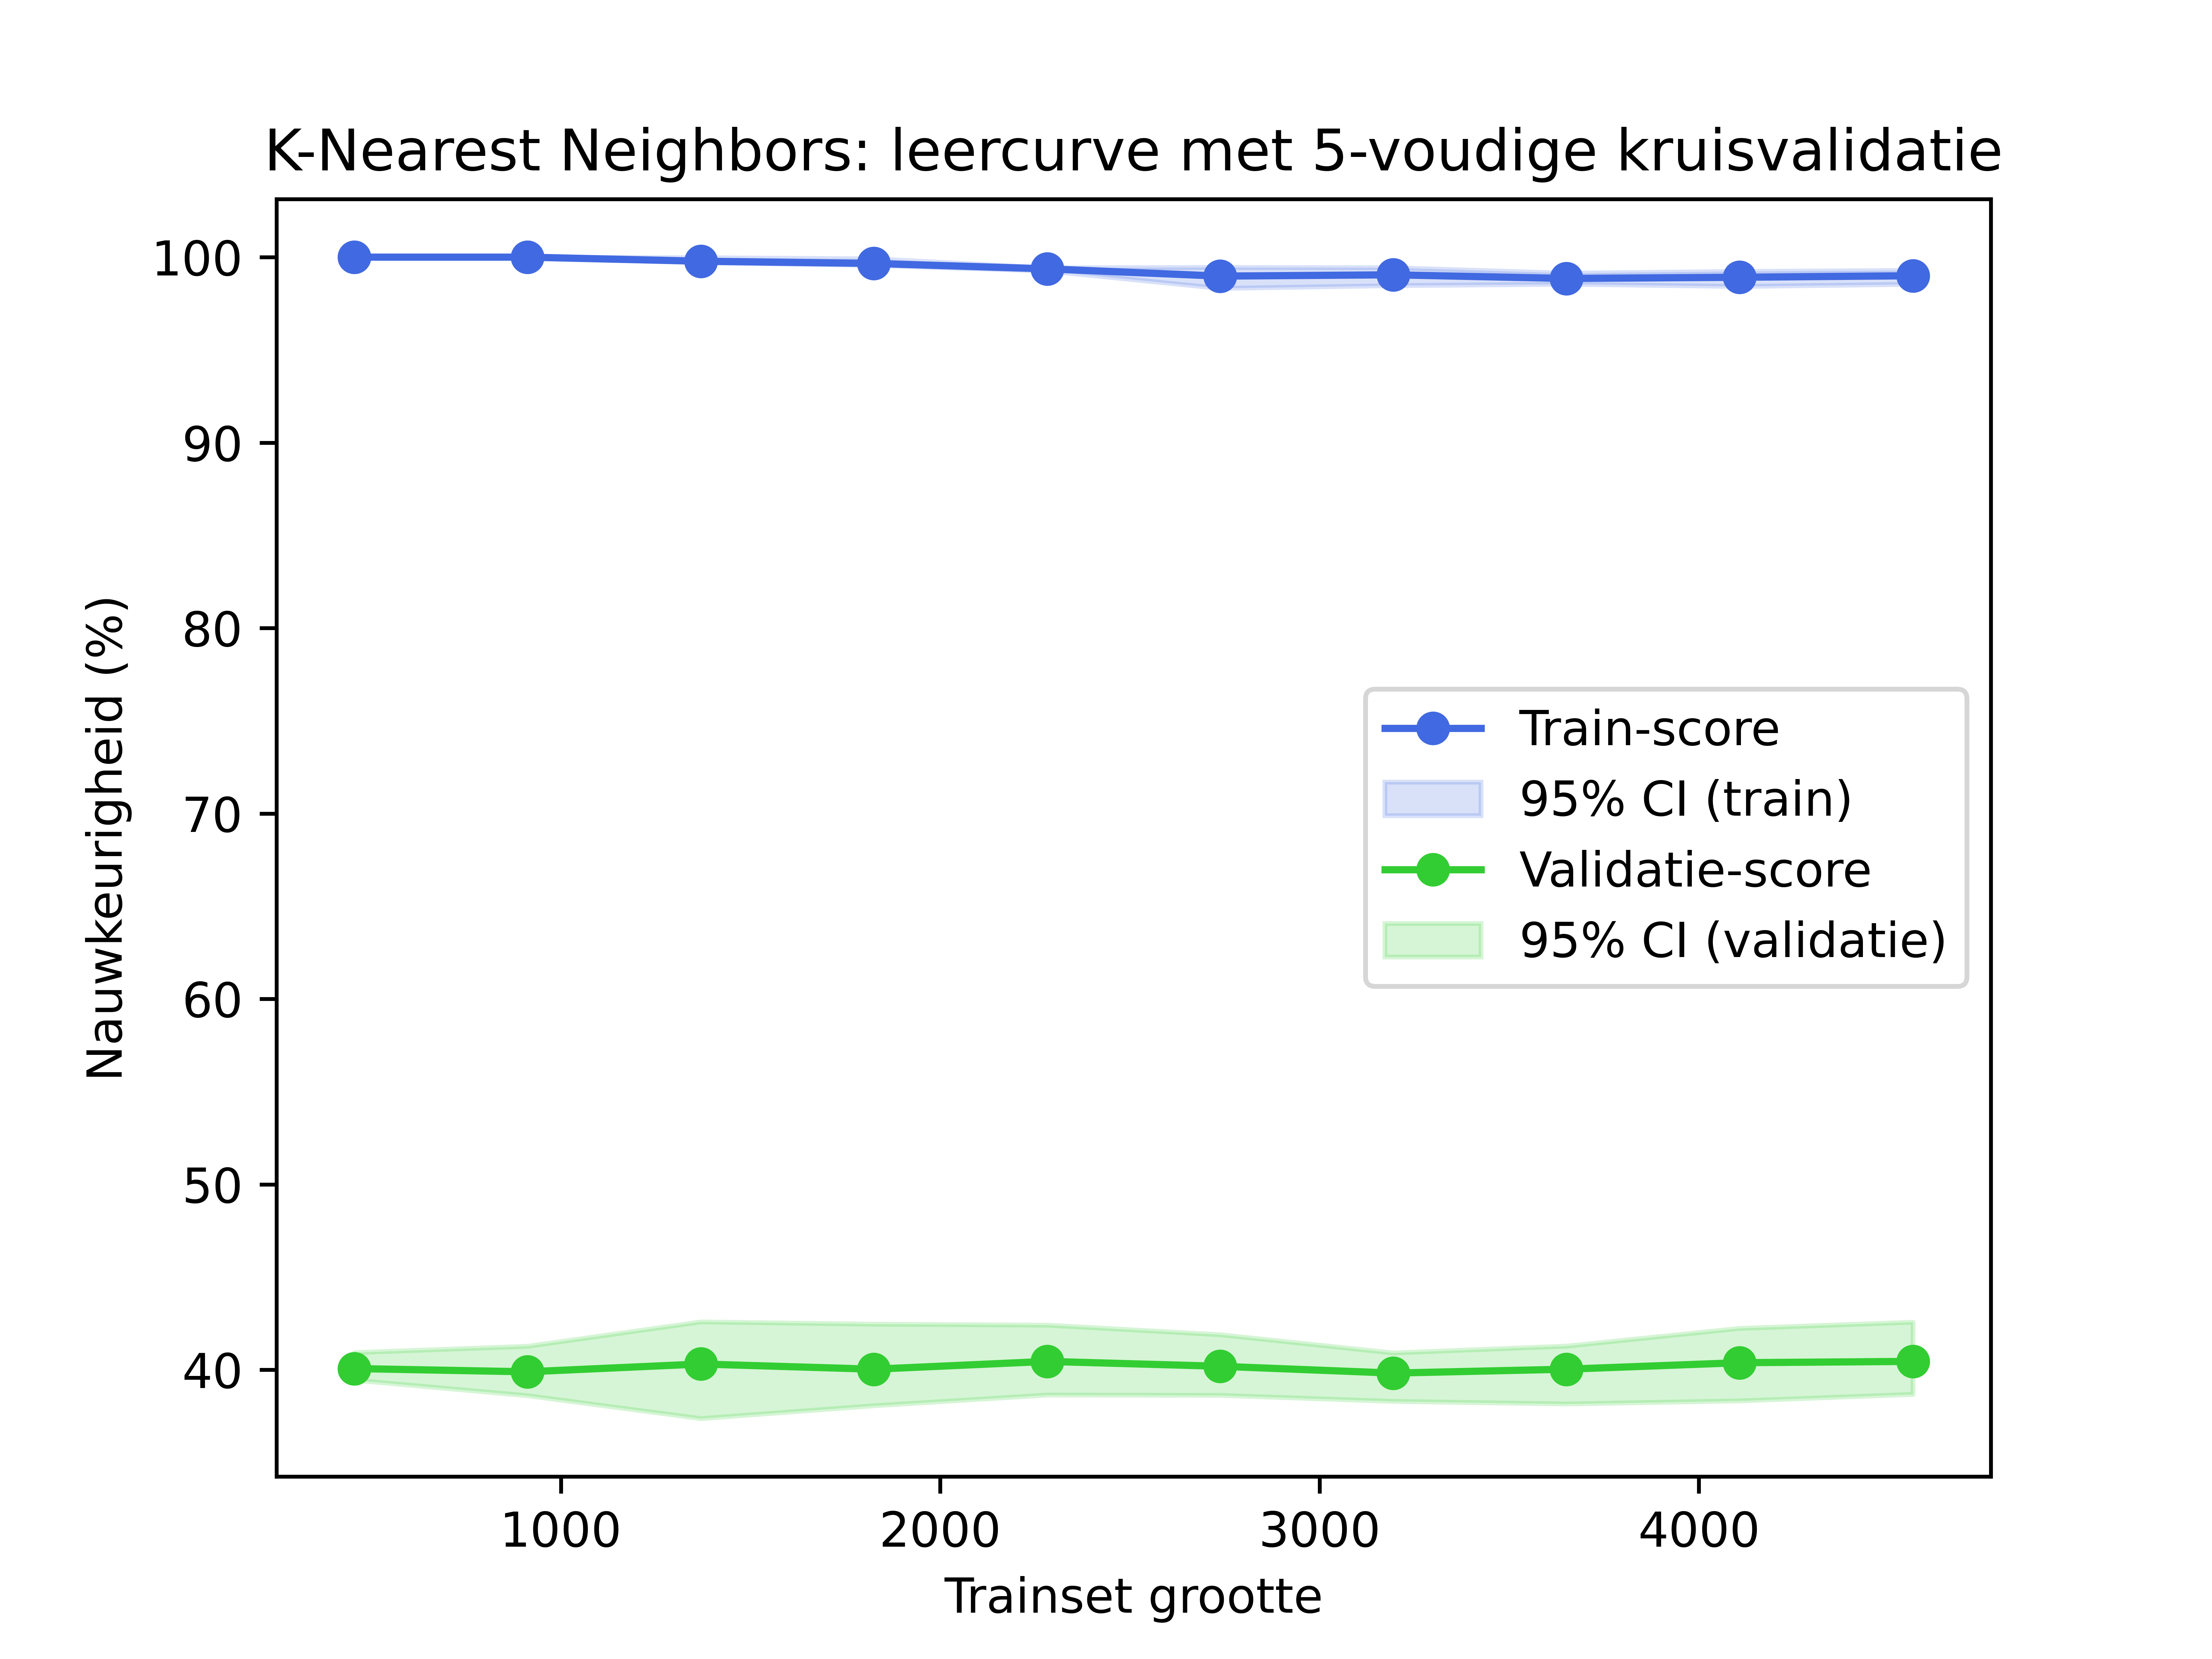 K-Nearest Neighbors: leercurve met 5-voudige kruisvalidatie
Nauwkeurigheid (%)
100
90
80
70
60
50
40
Train-score
95% CI (train)
Validatie-score
95% CI (validatie)
1000 2000 3000 4000
Trainset grootte